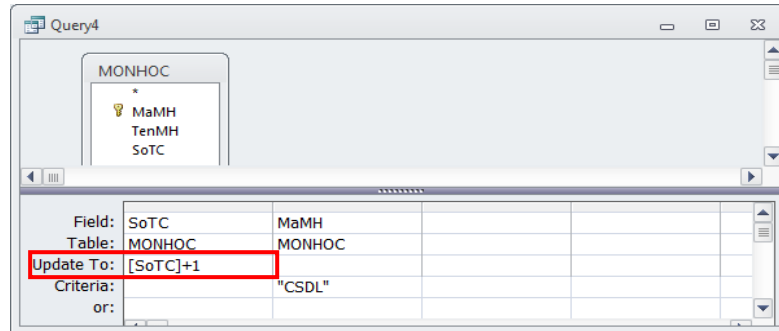 Query4
MONHOC
*
MaMH
TenMH
SoTC
Field: SoTC MaMH
Table: MONHOC MONHOC
Update To: [SoTC]+1
Criteria: "CSDL"
or: